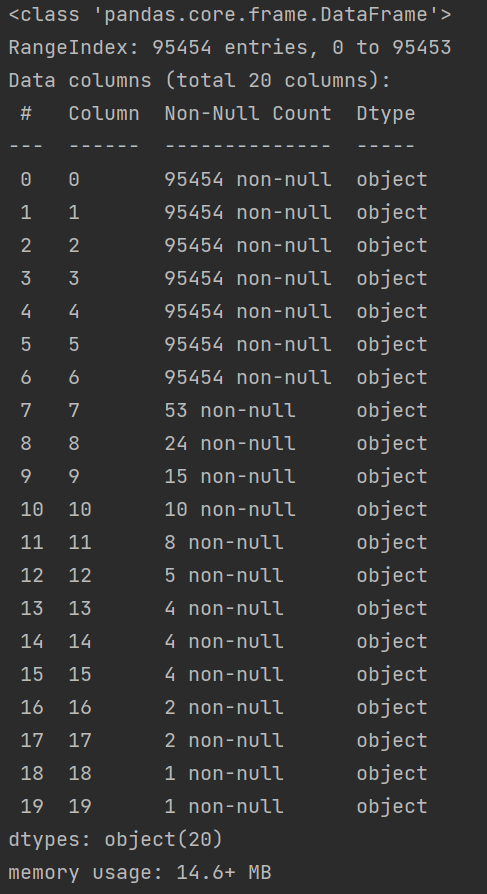 <class 'pandas.core.frame.DataFrame'>
RangeIndex: 95454 entries, 0 to 95453
Data columns (total 20 columns):
 #   Column  Non-Null Count  Dtype
---  ------  --------------  -----
 0   0       95454 non-null  object
 1   1       95454 non-null  object
 2   2       95454 non-null  object
 3   3       95454 non-null  object
 4   4       95454 non-null  object
 5   5       95454 non-null  object
 6   6       95454 non-null  object
 7   7       53 non-null     object
 8   8       24 non-null     object
 9   9       15 non-null     object
 10  10      10 non-null     object
 11  11      8 non-null      object
 12  12      5 non-null      object
 13  13      4 non-null      object
 14  14      4 non-null      object
 15  15      4 non-null      object
 16  16      2 non-null      object
 17  17      2 non-null      object
 18  18      1 non-null      object
 19  19      1 non-null      object
dtypes: object(20)
memory usage: 14.6+ MB